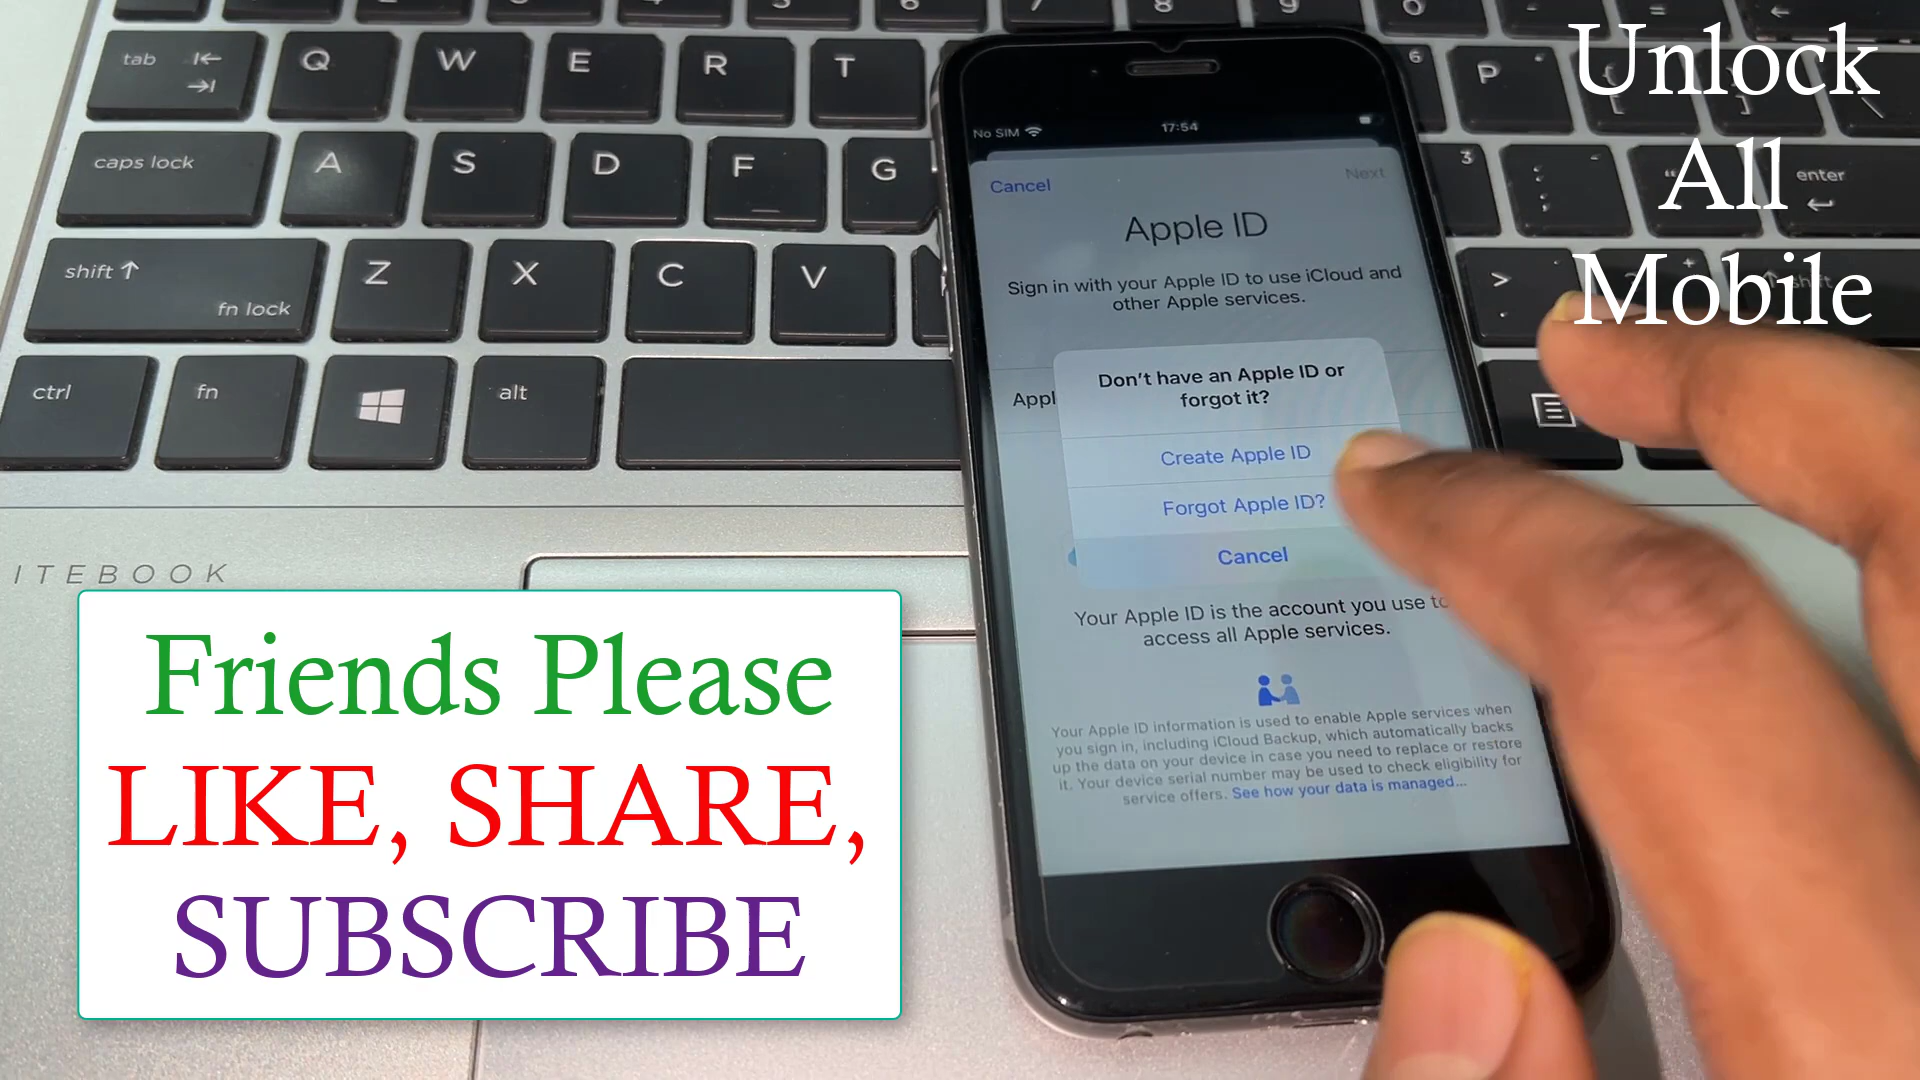 tab
Q
W
E
R
T
P
caps lock
A
S
D
F
G
enter
shift
fn lock
Z
X
C
V
ctrl
fn
alt
ITEBOOK
No SIM
17:54
Cancel
Next
Apple ID
Sign in with your Apple ID to use iCloud and
other Apple services.
Appl
Don't have an Apple ID or
forgot it?
Create Apple ID
Forgot Apple ID?
Cancel
Your Apple ID is the account you use to
access all Apple services.
Your Apple ID information is used to enable Apple services when
you sign in, including iCloud Backup, which automatically backs
up the data on your device in case you need to replace or restore
it. Your device serial number may be used to check eligibility for
service offers. See how your data is managed...
Unlock
All
Mobile
Friends Please
LIKE, SHARE,
SUBSCRIBE